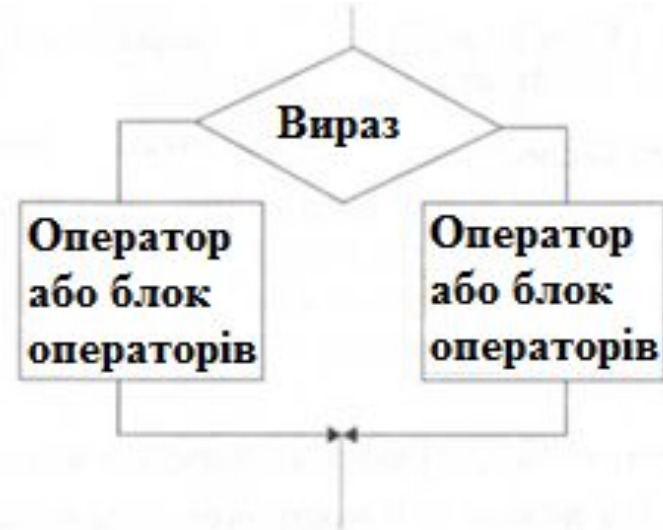 Вираз
Оператор
або блок
операторів
Оператор
або блок
операторів